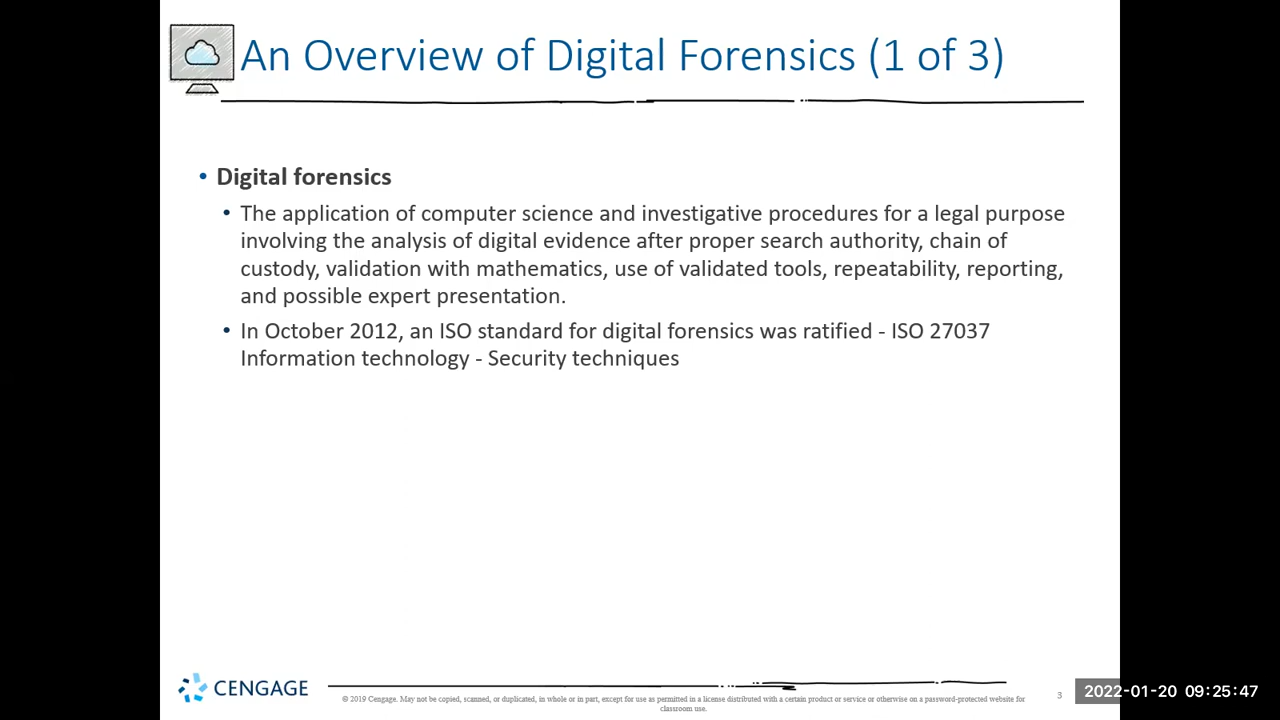 An Overview of Digital Forensics (1 of 3)
• Digital forensics
• The application of computer science and investigative procedures for a legal purpose
involving the analysis of digital evidence after proper search authority, chain of
custody, validation with mathematics, use of validated tools, repeatability, reporting,
and possible expert presentation.
• In October 2012, an ISO standard for digital forensics was ratified - ISO 27037
Information technology - Security techniques
CENGAGE
© 2019 Cengage. May not be copied, scanned, or duplicated, in whole or in part, except for use as permitted in a license distributed with a certain product or service or otherwise on a password-protected website for
classroom use.
3
2022-01-20 09:25:47